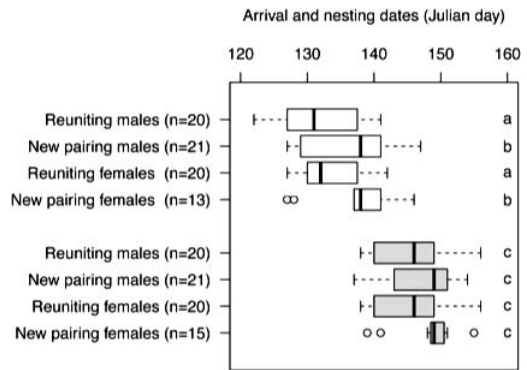 Arrival and nesting dates (Julian day)
120 130 140 150 160
Reuniting males (n=20) a
New pairing males (n=21) b
Reuniting females (n=20) a
New pairing females (n=13) b
Reuniting males (n=20) c
New pairing males (n=21) c
Reuniting females (n=20) c
New pairing females (n=15) c